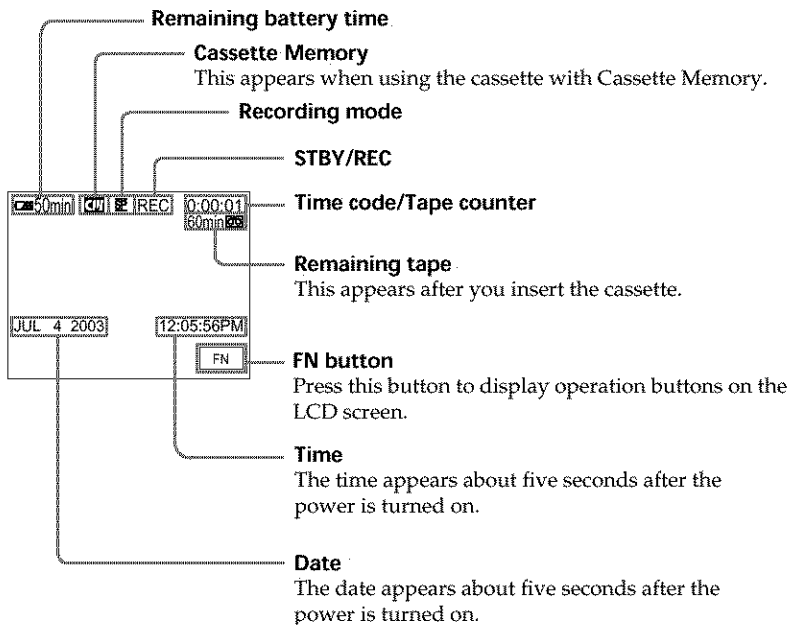 Remaining battery time
Cassette Memory
This appears when using the cassette with Cassette Memory.
Recording mode
STBY/REC
50min
SP
REC
0:00:01
Time code/Tape counter
60min
Remaining tape
This appears after you insert the cassette.
JUL 4 2003
12:05:56PM
FN
FN button
Press this button to display operation buttons on the
LCD screen.
Time
The time appears about five seconds after the
power is turned on.
Date
The date appears about five seconds after the
power is turned on.